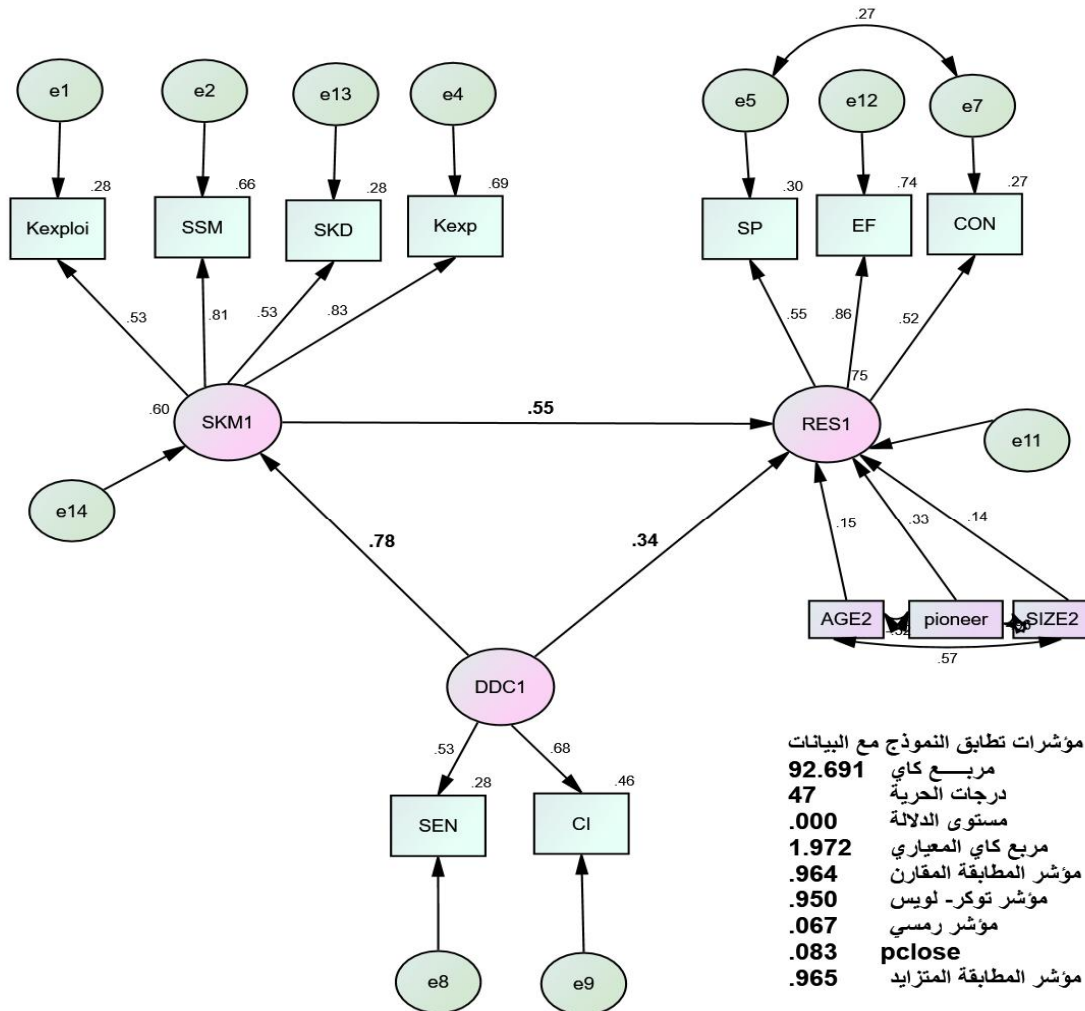 .27
e1
e2
e13
e4
e5
e12
e7
.28
.66
.28
.69
.30
.74
.27
Kexploi
SSM
SKD
Kexp
SP
EF
CON
.53
.81
.53
.83
.55
.86
.52
.60
SKM1
.55
.75
RES1
e11
e14
.78
.34
.15
.33
.14
AGE2
pioneer
SIZE2
.57
DDC1
.53
.68
.28
.46
SEN
CI
e8
e9
مؤشرات تطابق النموذج مع البيانات
مربع كاي 92.691
درجات الحرية 47
مستوى الدلالة .000
مربع كاي المعياري 1.972
مؤشر المطابقة المقارن .964
مؤشر توكر- لويس .950
مؤشر رمسي .067
pclose .083
مؤشر المطابقة المتزايد .965